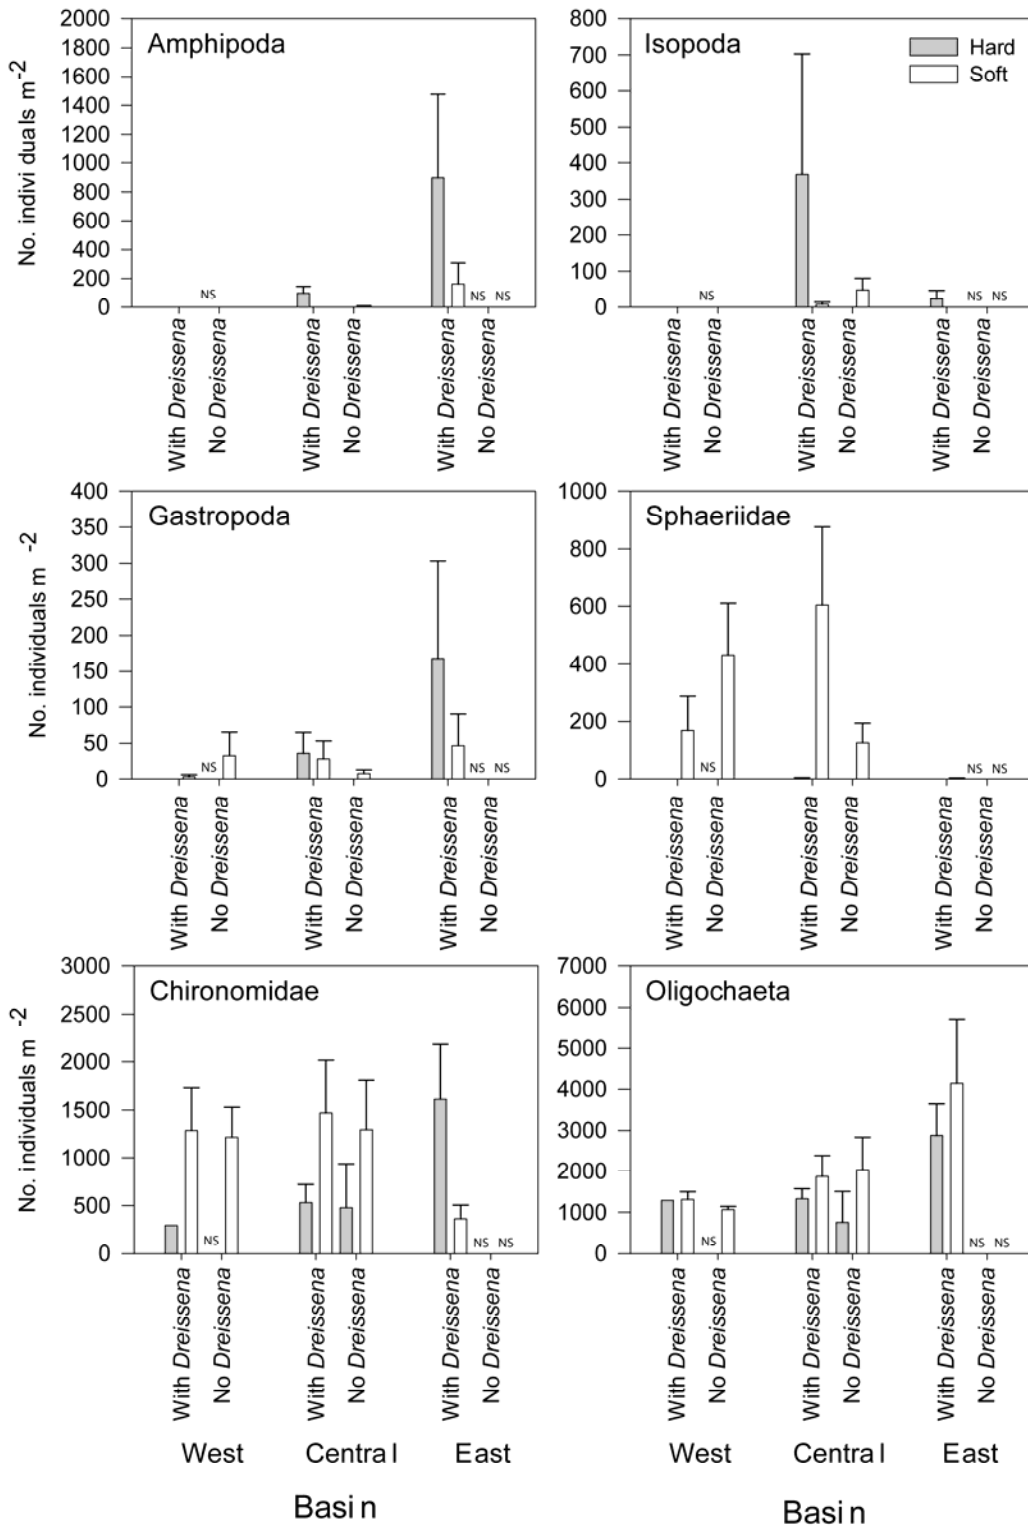 Amphipoda
No. indivi duals m-2
2000
1800
1600
1400
1200
1000
800
600
400
200
0
NS
NS NS
With Dreissena
No Dreissena
With Dreissena
No Dreissena
With Dreissena
No Dreissena
Isopoda
Hard
Soft
800
700
600
500
400
300
200
100
0
NS
NS NS
With Dreissena
No Dreissena
With Dreissena
No Dreissena
With Dreissena
No Dreissena
Gastropoda
No. individuals m -2
400
350
300
250
200
150
100
50
0
NS
NS NS
With Dreissena
No Dreissena
With Dreissena
No Dreissena
With Dreissena
No Dreissena
Sphaeriidae
1000
800
600
400
200
0
NS
NS NS
With Dreissena
No Dreissena
With Dreissena
No Dreissena
With Dreissena
No Dreissena
Chironomidae
No. individuals m -2
3000
2500
2000
1500
1000
500
0
NS
NS NS
With Dreissena
No Dreissena
With Dreissena
No Dreissena
With Dreissena
No Dreissena
West Central East
Basin
Oligochaeta
7000
6000
5000
4000
3000
2000
1000
0
NS
NS NS
With Dreissena
No Dreissena
With Dreissena
No Dreissena
With Dreissena
No Dreissena
West Central East
Basin